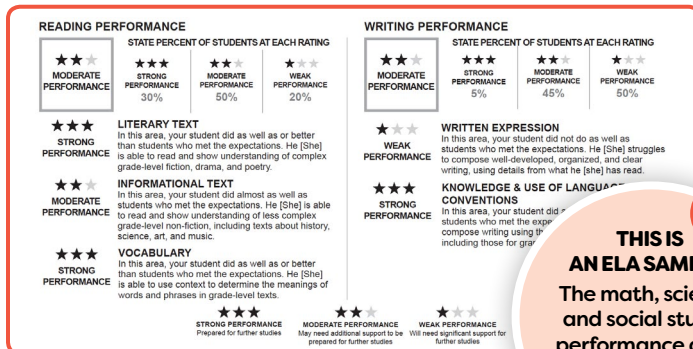 READING PERFORMANCE
STATE PERCENT OF STUDENTS AT EACH RATING
MODERATE
PERFORMANCE
STRONG
PERFORMANCE
30%
MODERATE
PERFORMANCE
50%
WEAK
PERFORMANCE
20%
STRONG
PERFORMANCE
LITERARY TEXT
In this area, your student did as well as or better
than students who met the expectations. He [She]
is able to read and show understanding of complex
grade-level fiction, drama, and poetry.
MODERATE
PERFORMANCE
INFORMATIONAL TEXT
In this area, your student did almost as well as
students who met the expectations. He [She] is able
to read and show understanding of less complex
grade-level non-fiction, including texts about history,
science, art, and music.
STRONG
PERFORMANCE
VOCABULARY
In this area, your student did as well as or better
than students who met the expectations. He [She]
is able to use context to determine the meanings of
words and phrases in grade-level texts.
WRITING PERFORMANCE
STATE PERCENT OF STUDENTS AT EACH RATING
MODERATE
PERFORMANCE
STRONG
PERFORMANCE
5%
MODERATE
PERFORMANCE
45%
WEAK
PERFORMANCE
50%
WEAK
PERFORMANCE
WRITTEN EXPRESSION
In this area, your student did not do as well as
students who met the expectations. He [She] struggles
to compose well-developed, organized, and clear
writing, using details from what he [she] has read.
STRONG
PERFORMANCE
KNOWLEDGE & USE OF
CONVENTIONS
In this area, your student did
students who met the
compose writing using
including those for
STRONG PERFORMANCE
Prepared for further studies
MODERATE PERFORMANCE
May need additional support to be
prepared for further studies
WEAK PERFORMANCE
Will need significant support for
further studies
THIS IS
AN ELA
The math,
and social
performance